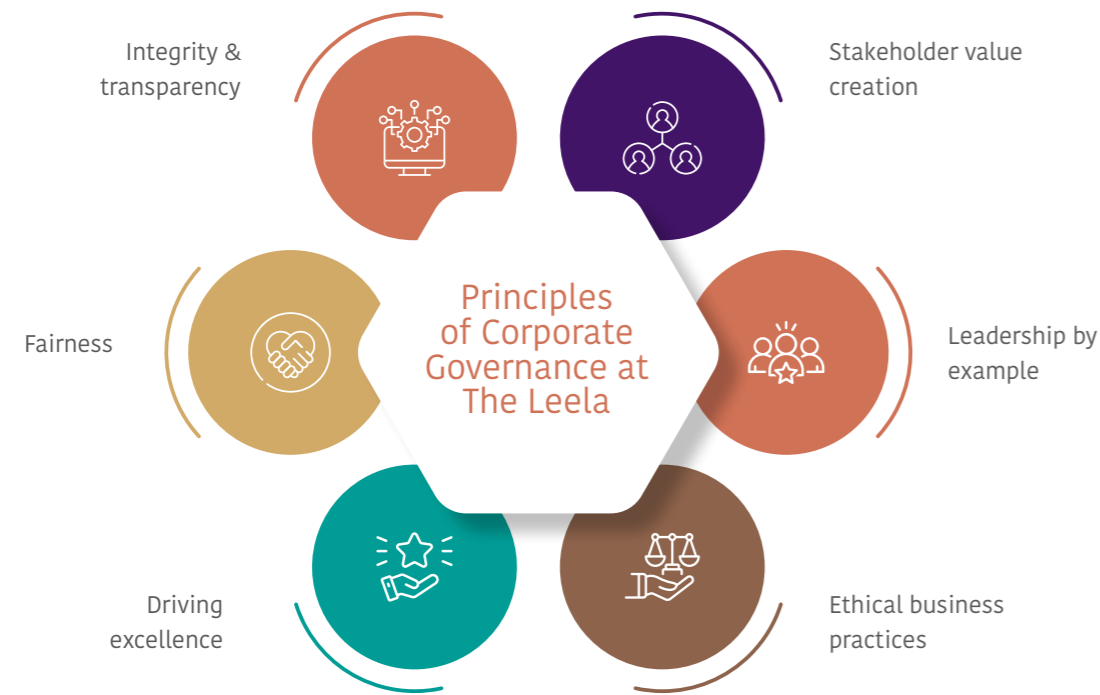 Integrity &
transparency
Stakeholder value
creation
Principles
of Corporate
Governance at
The Leela
Fairness
Leadership by
example
Driving
excellence
Ethical business
practices